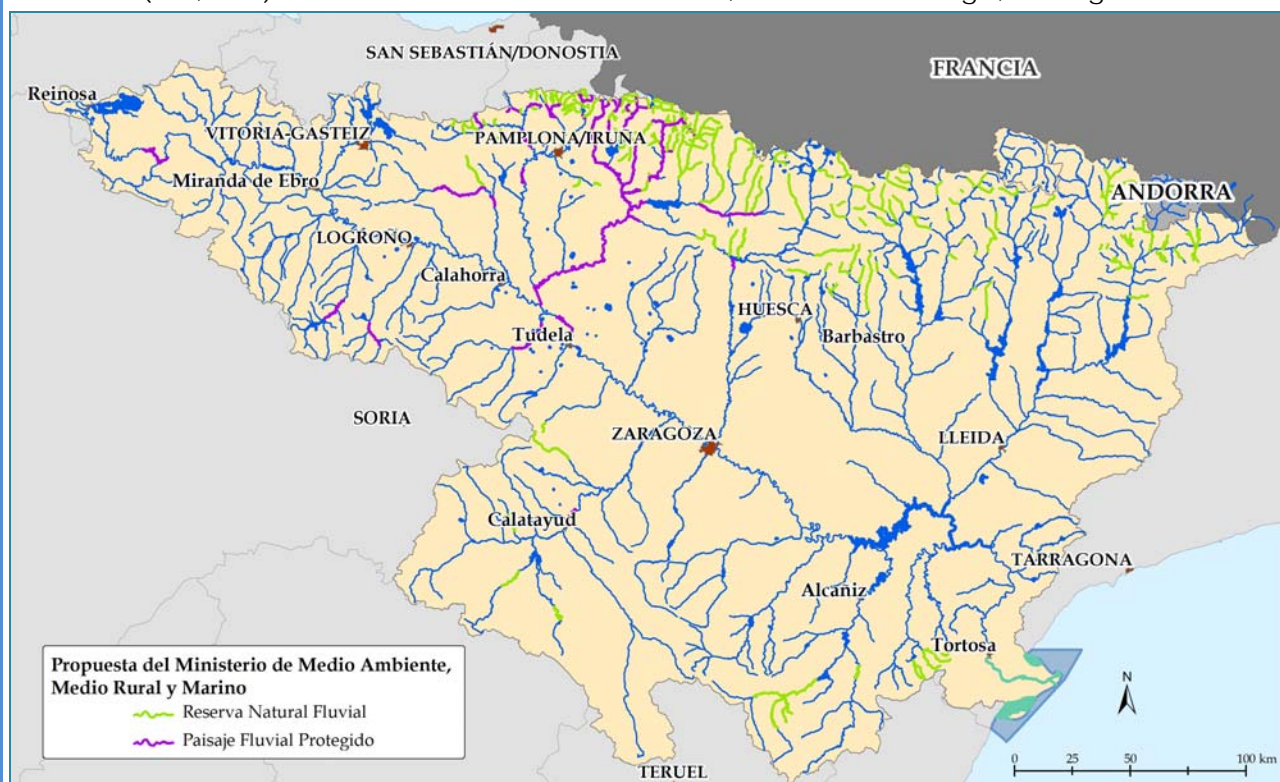 SAN SEBASTIÁN/DONOSTIA
FRANCIA
Reinosa
VITORIA-GASTEIZ
PAMPLONA/IRUÑA
Miranda de Ebro
ANDORRA
LOGROÑO
Calahorra
HUESCA
Tudela
Barbastro
SORIA
ZARAGOZA
LLEIDA
Calatayud
TARRAGONA
Alcañiz
Tortosa
Propuesta del Ministerio de Medio Ambiente,
Medio Rural y Marino
Reserva Natural Fluvial
Paisaje Fluvial Protegido
N
0 25 50 100 km
TERUEL